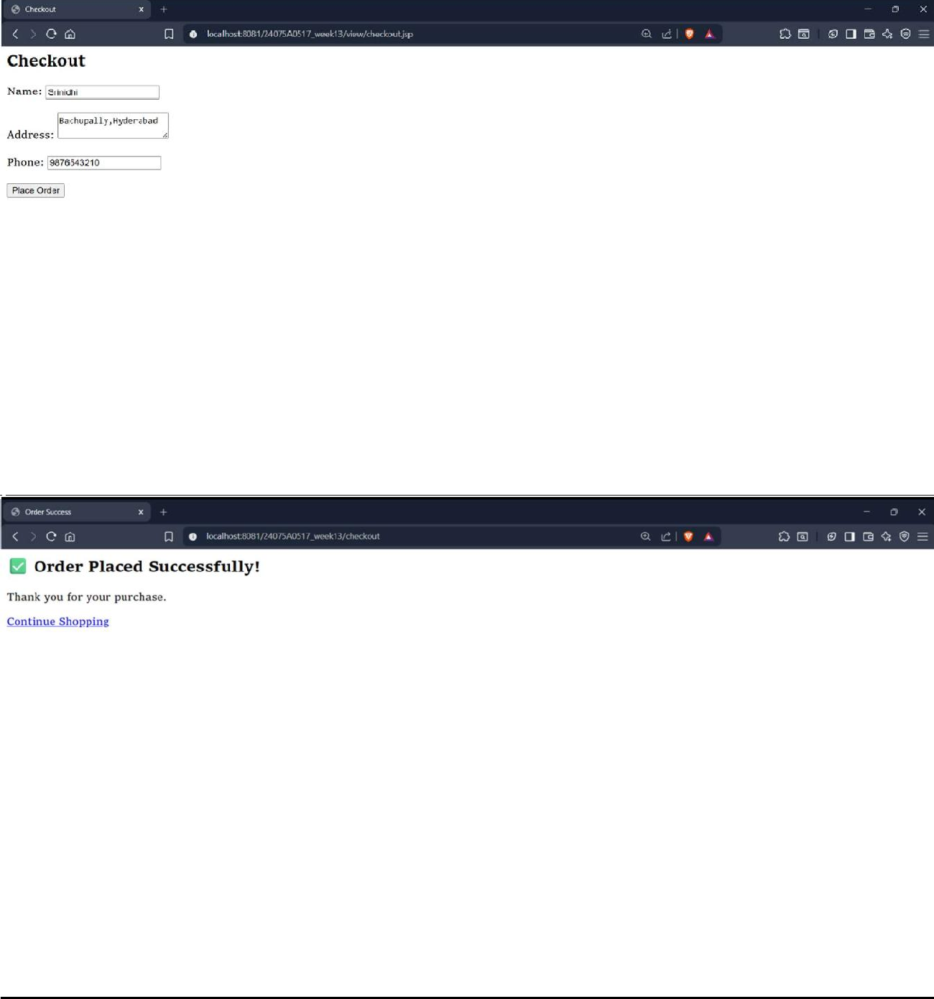 Checkout
localhost:8081/24075A0517_week13/view/checkout.jsp
Checkout
Name: Srinidhi
Bachupally,Hyderabad
Address:
Phone: 9876543210
Place Order
Order Success
localhost:8081/24075A0517_week13/checkout
Order Placed Successfully!
Thank you for your purchase.
Continue Shopping